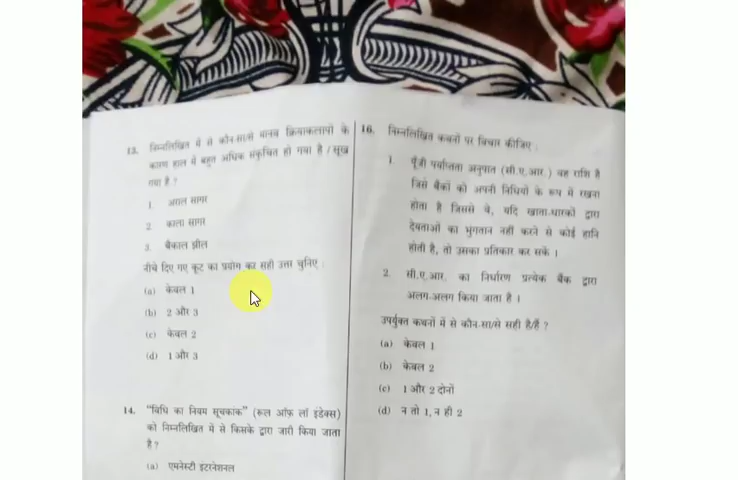 13. निम्नलिखित में से कौन-सा/से मानव क्रियाकलापों के
कारण हाल में बहुत अधिक संकुचित हो गया है / सूख
गया है ?
1. अराल सागर
2. काला सागर
3. बैकाल झील
नीचे दिए गए कूट का प्रयोग कर सही उत्तर चुनिए :
(a) केवल 1
(b) 2 और 3
(c) केवल 2
(d) 1 और 3
14. “विधि का नियम सूचकांक” (रूल ऑफ़ लॉ इंडेक्स)
को निम्नलिखित में से किसके द्वारा जारी किया जाता
है ?
(a) एमनेस्टी इंटरनेशनल
16. निम्नलिखित कथनों पर विचार कीजिए :
1. पूँजी पर्याप्तता अनुपात (सी.ए.आर.) वह राशि है
जिसे बैंकों को अपनी निधियों के रूप में रखना
होता है जिससे वे, यदि खाता-धारकों द्वारा
देयताओं का भुगतान नहीं करने से कोई हानि
होती है, तो उसका प्रतिकार कर सकें ।
2. सी.ए.आर. का निर्धारण प्रत्येक बैंक द्वारा
अलग-अलग किया जाता है ।
उपर्युक्त कथनों में से कौन-सा/से सही है/हैं ?
(a) केवल 1
(b) केवल 2
(c) 1 और 2 दोनों
(d) न तो 1, न ही 2